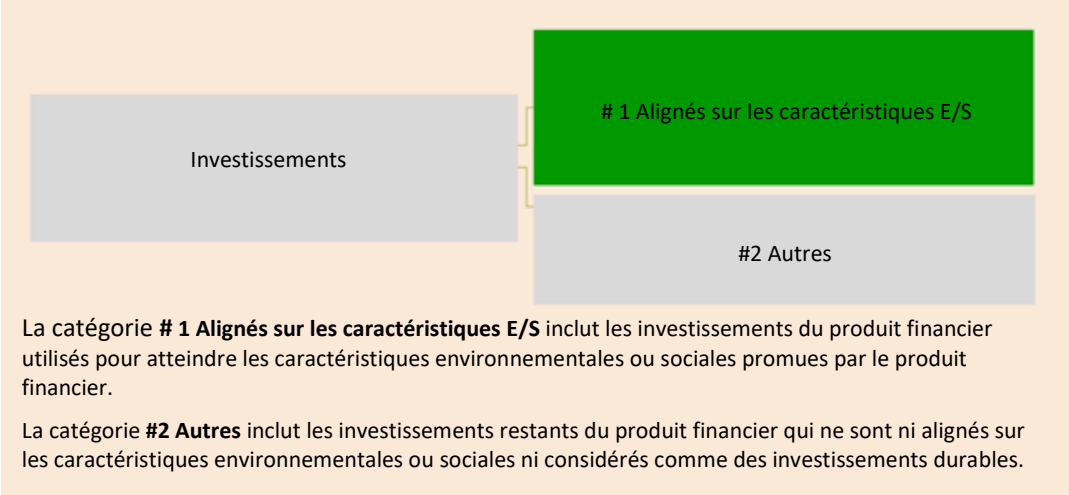 # 1 Alignés sur les caractéristiques E/S
Investissements
#2 Autres
La catégorie # 1 Alignés sur les caractéristiques E/S inclut les investissements du produit financier
utilisés pour atteindre les caractéristiques environnementales ou sociales promues par le produit
financier.
La catégorie #2 Autres inclut les investissements restants du produit financier qui ne sont ni alignés sur
les caractéristiques environnementales ou sociales ni considérés comme des investissements durables.